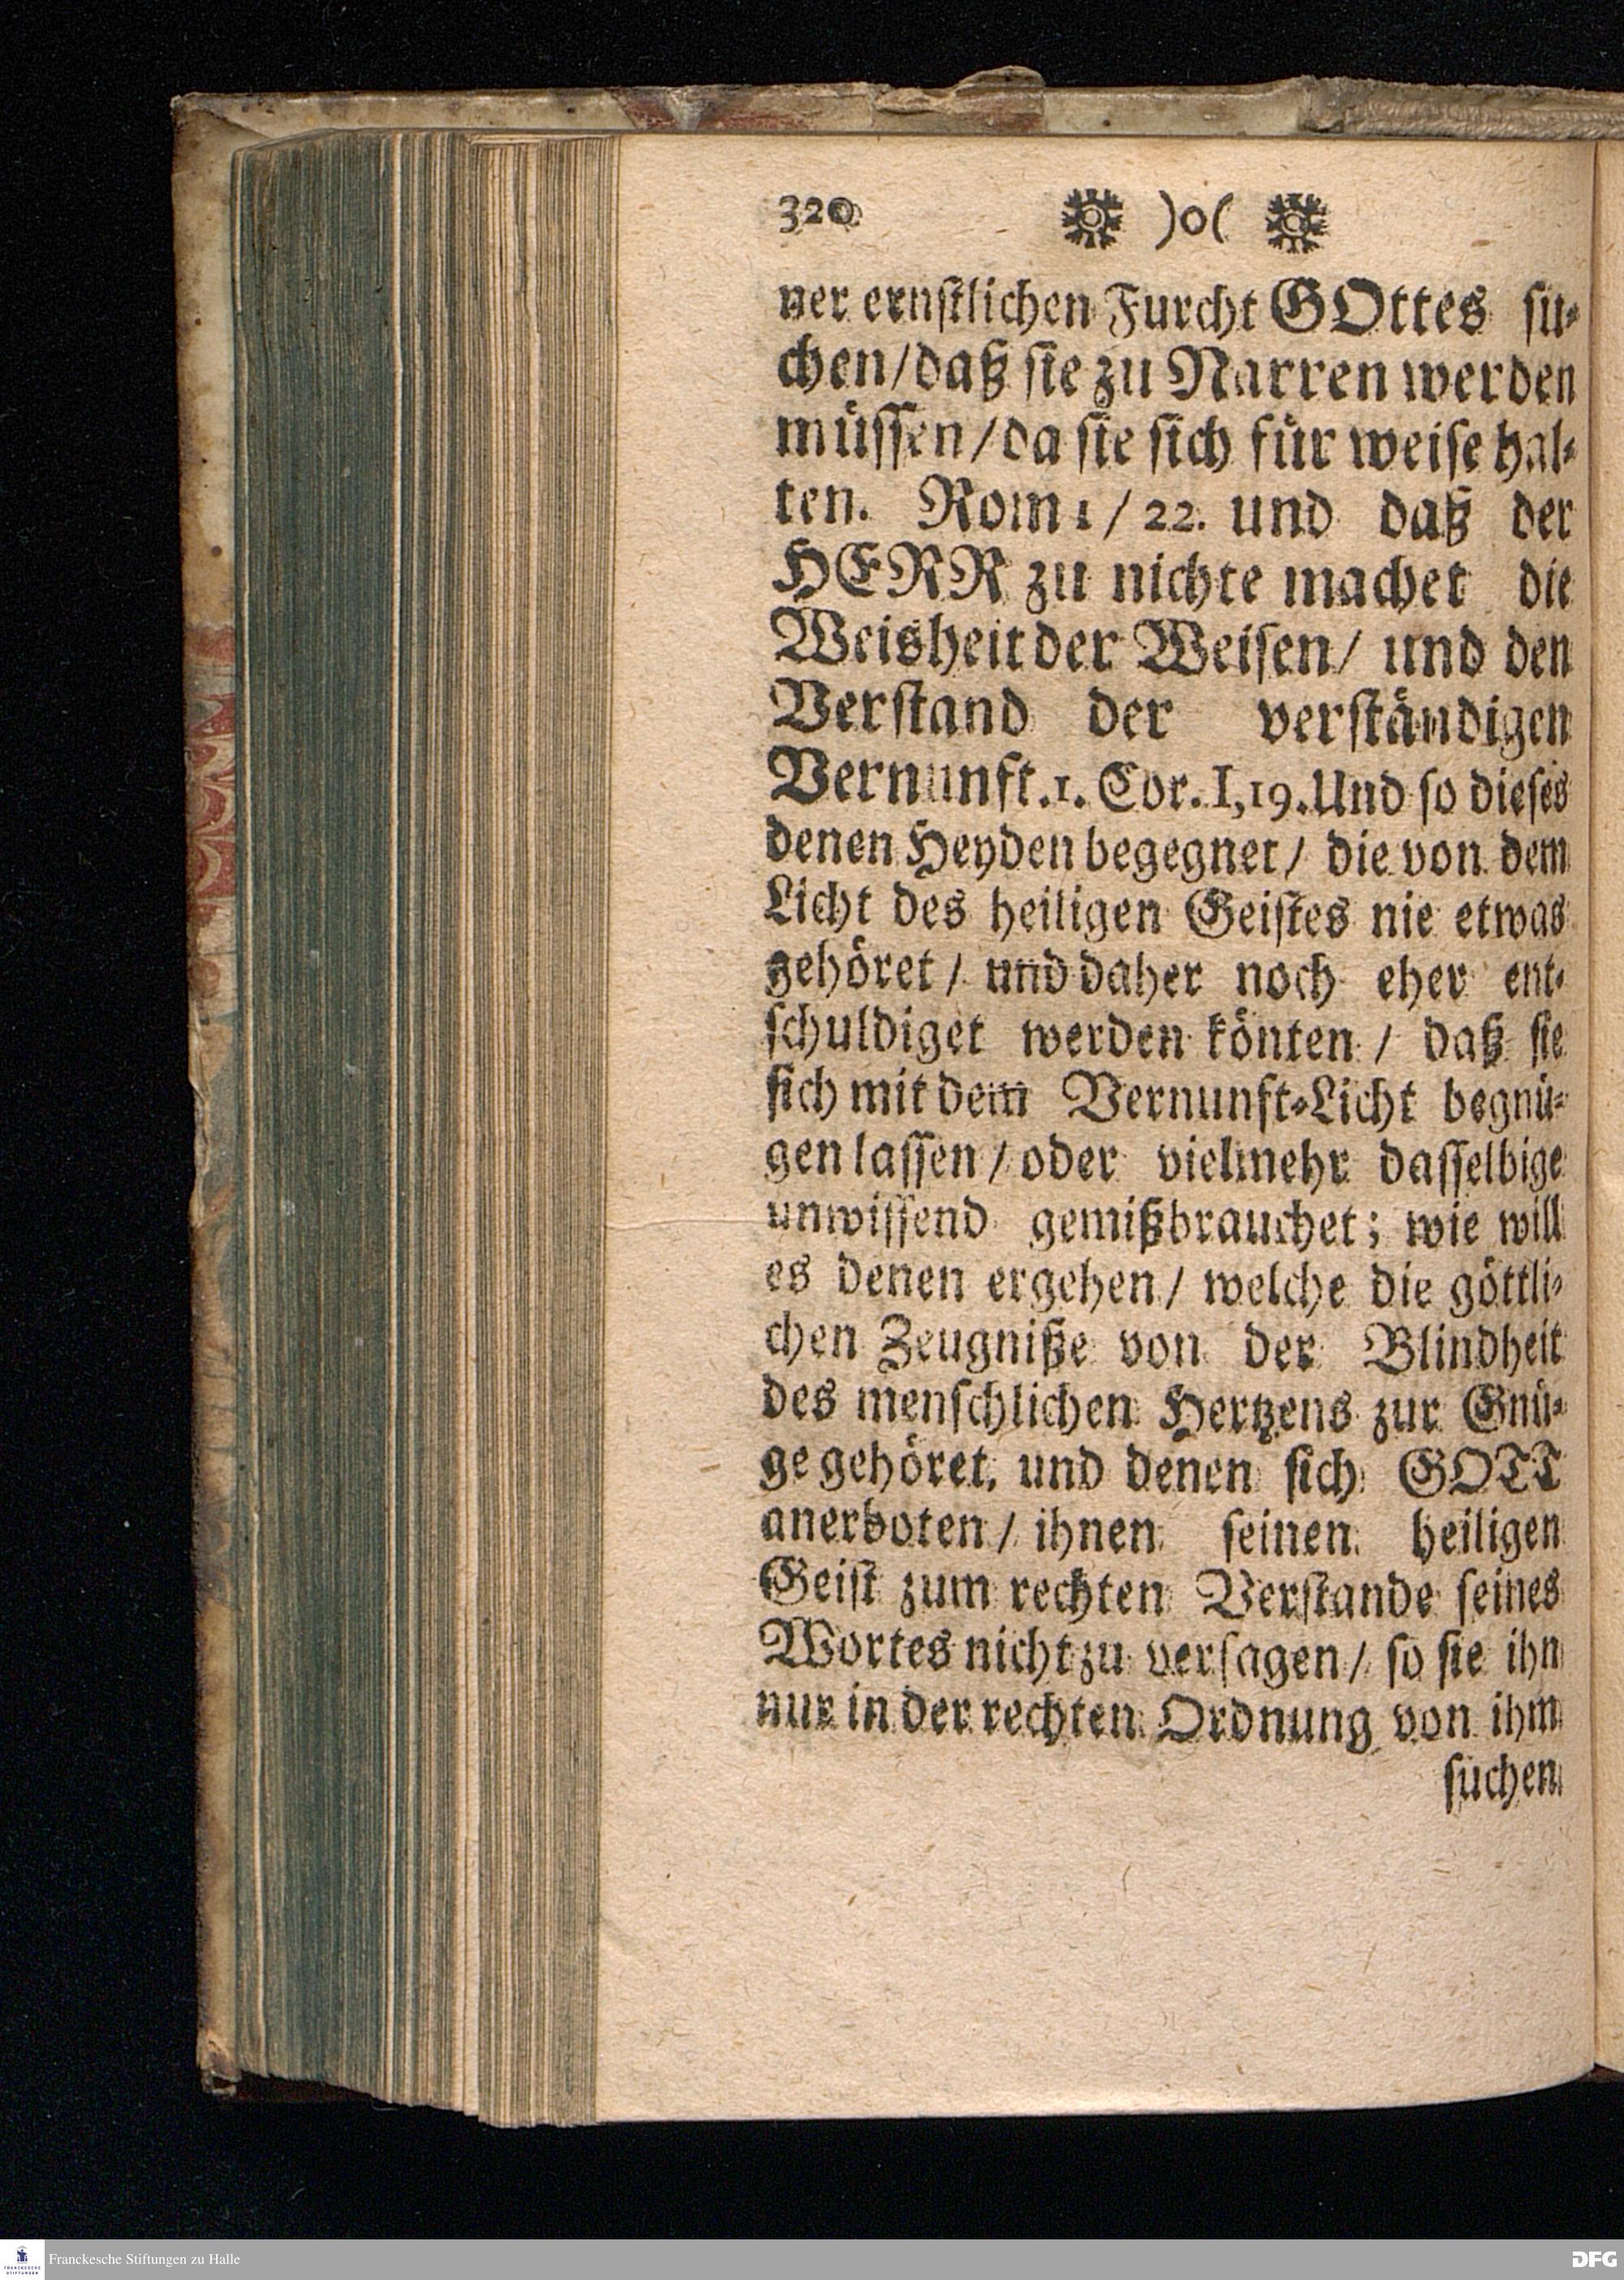 320 )o(
ner ernstlichen Furcht GOttes su-
chen/daß sie zu Narren werden
müssen/da sie sich für weise hal-
ten. Rom 1/ 22. und daß der
HERR zu nichte machet die
Weisheit der Weisen/ und den
Verstand der verständigen
Vernunft. 1. Cor. I,19. Und so dieses
denen Heyden begegnet/ die von dem
Licht des heiligen Geistes nie etwas
gehöret/ und daher noch eher ent-
schuldiget werden könten/ daß sie
sich mit dem Vernunft-Licht begnü-
gen lassen/oder vielmehr dasselbige
unwissend gemißbrauchet; wie will
es denen ergehen/ welche die göttli-
chen Zeugniße von der Blindheit
des menschlichen Hertzens zur Gnü-
ge gehöret, und denen sich GOTT
anerboten/ ihnen seinen heiligen
Geist zum rechten Verstande seines
Wortes nicht zu versagen/ so sie ihn
nur in der rechten Ordnung von ihm
suchen
Franckesche Stiftungen zu Halle
DFG